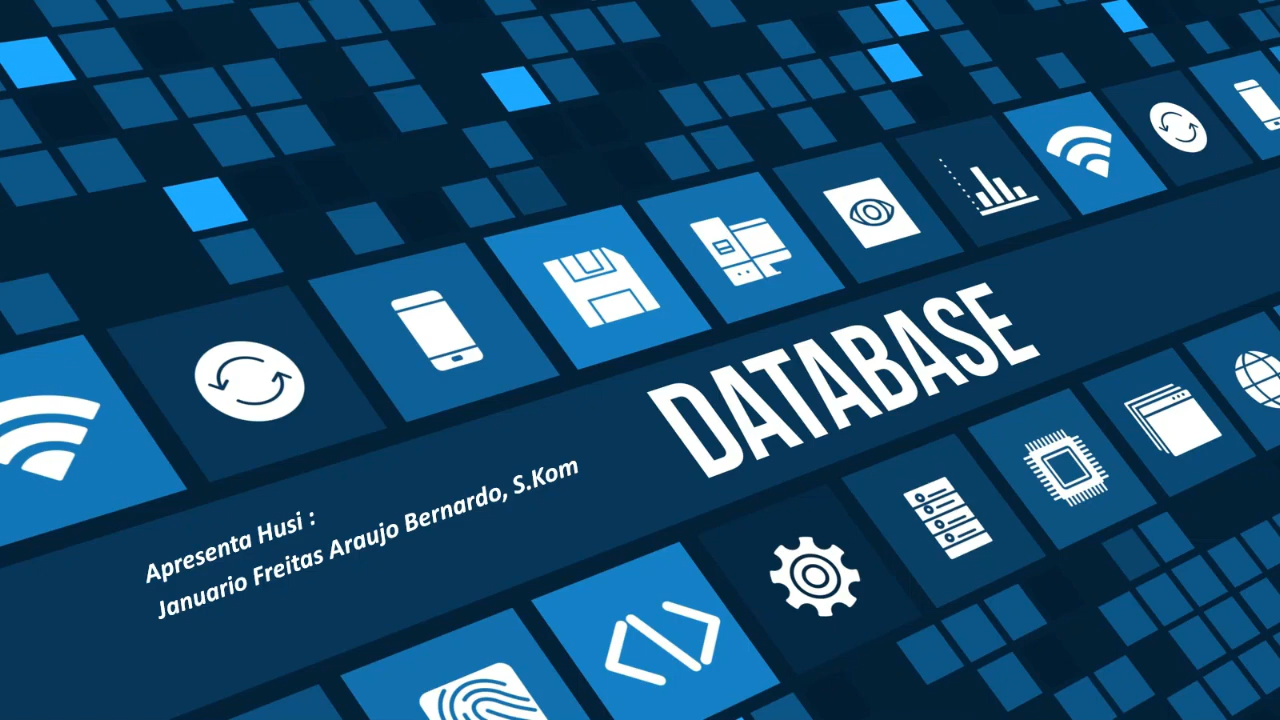 DATABASE
Apresenta Husi :
Januario Freitas Araujo Bernardo, S.Kom